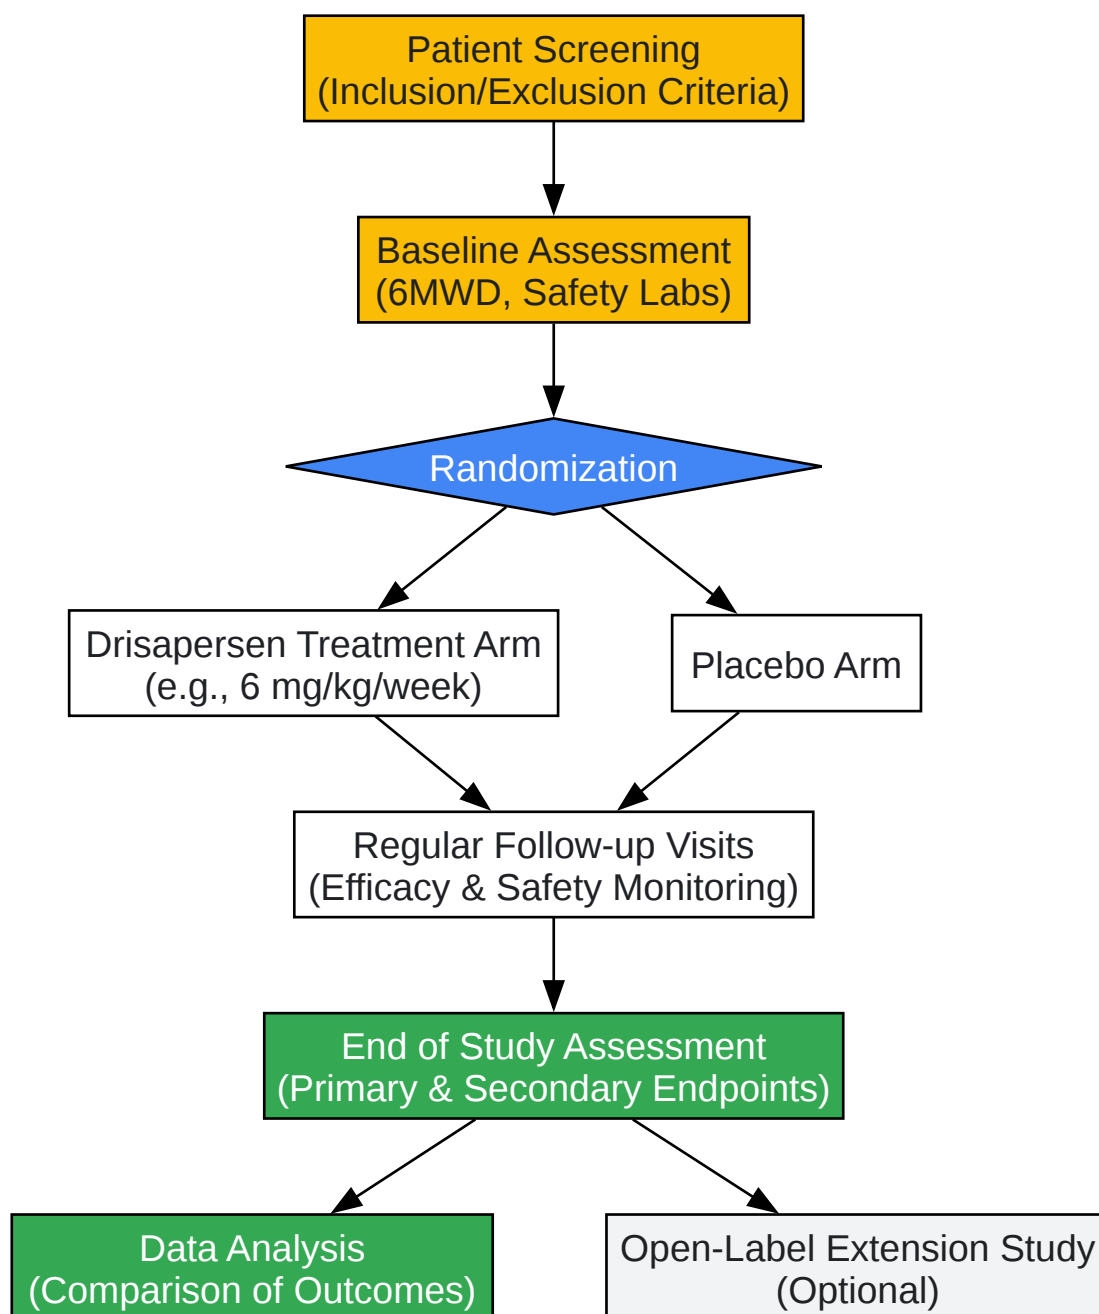 Patient Screening
(Inclusion/Exclusion Criteria)
Baseline Assessment
(6MWD, Safety Labs)
Randomization
Drisapersen Treatment Arm
(e.g., 6 mg/kg/week)
Placebo Arm
Regular Follow-up Visits
(Efficacy & Safety Monitoring)
End of Study Assessment
(Primary & Secondary Endpoints)
Data Analysis
(Comparison of Outcomes)
Open-Label Extension Study
(Optional)